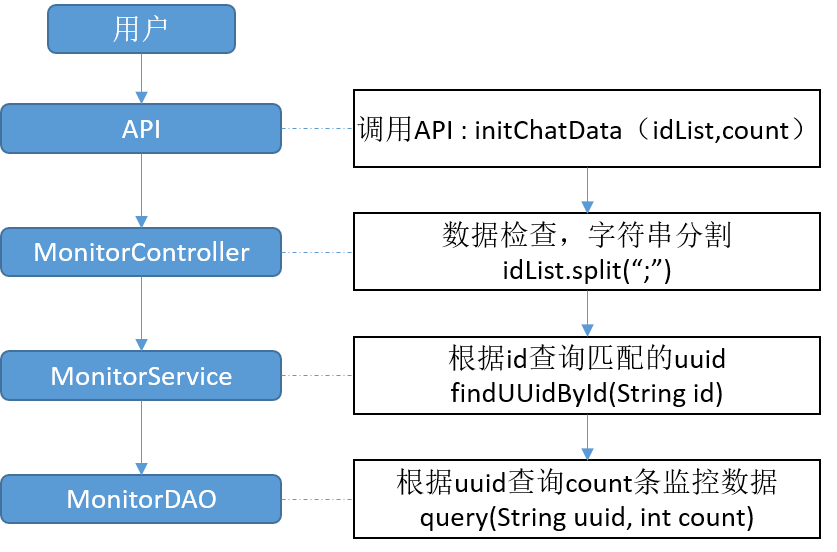 用户
API
调用API : initChatData（idList,count）
MonitorController
数据检查，字符串分割
idList.split(“;”)
MonitorService
根据id查询匹配的uuid
findUUidById(String id)
MonitorDAO
根据uuid查询count条监控数据
query(String uuid, int count)